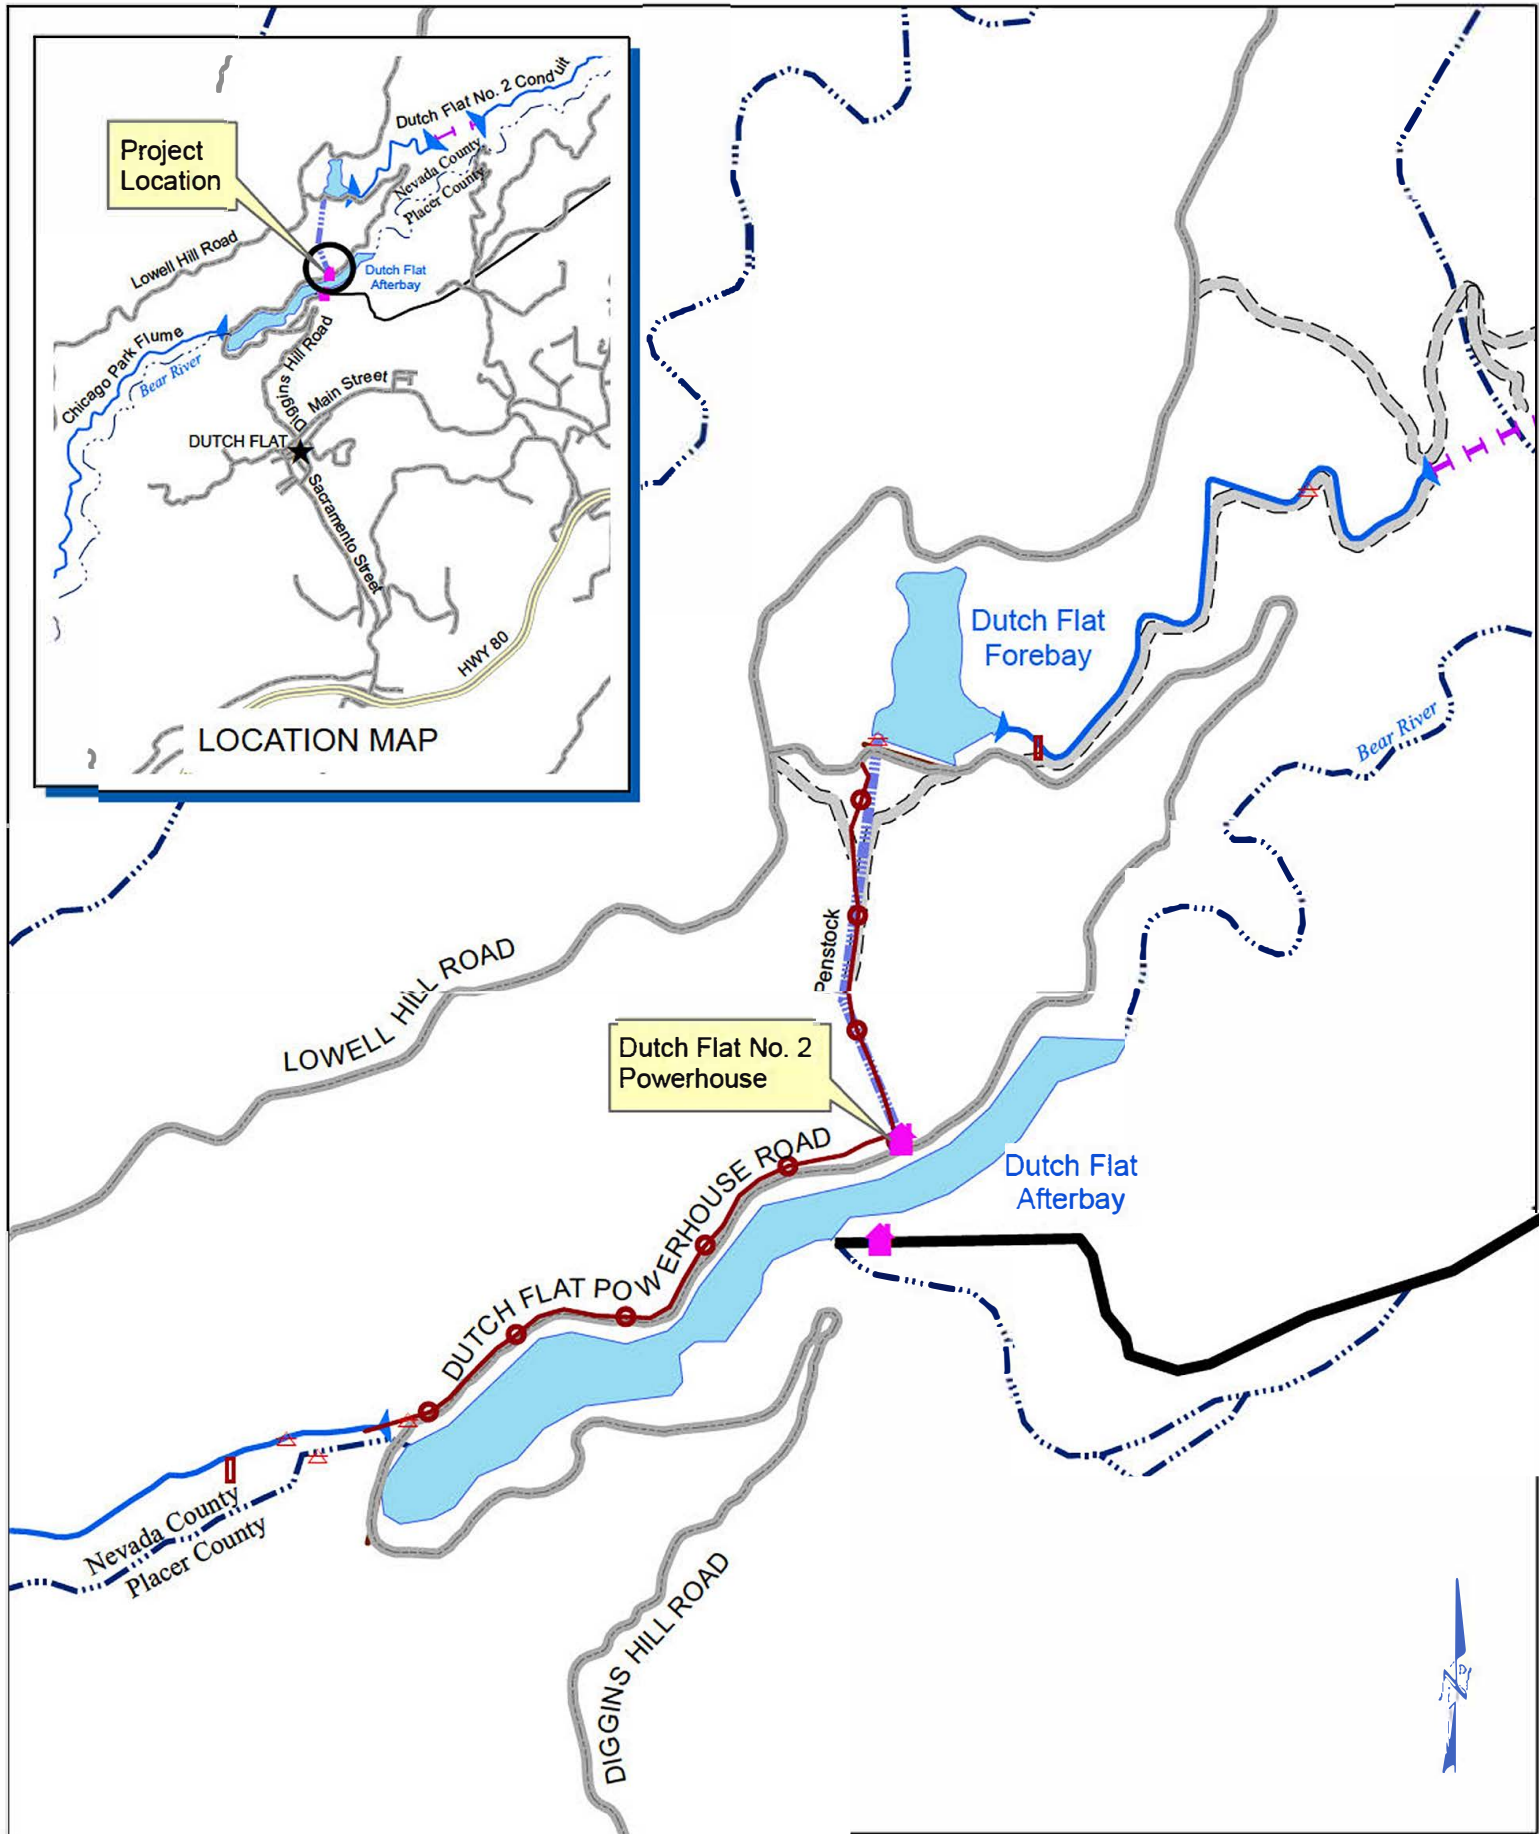 Dutch Flat No. 2 Conduit
Project
Location
Nevada County
Placer County
Lowell Hill Road
Dutch Flat
Afterbay
Chicago Park Flume
Bear River
Diggins Hill Road
Main Street
DUTCH FLAT
Sacramento Street
HWY 80
LOCATION MAP
Dutch Flat
Forebay
Bear River
Penstock
LOWELL HILL ROAD
Dutch Flat No. 2
Powerhouse
DUTCH FLAT POWERHOUSE ROAD
Dutch Flat
Afterbay
Nevada County
Placer County
DIGGINS HILL ROAD